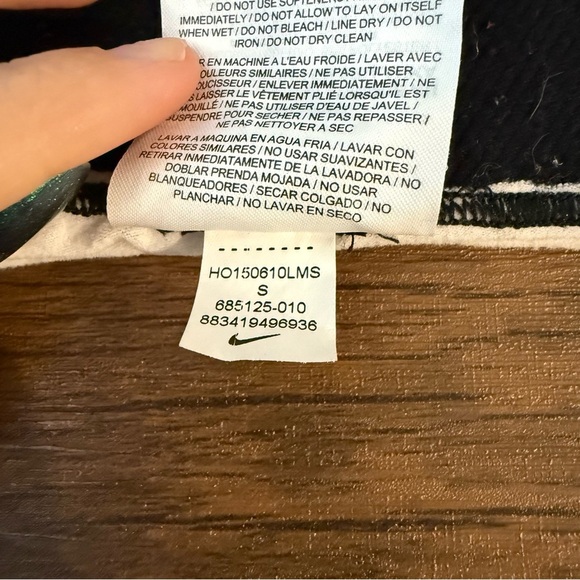 / DO NOT USE SOFTENERS
IMMEDIATELY / DO NOT ALLOW TO LAY ON ITSELF
WHEN WET / DO NOT BLEACH / LINE DRY / DO NOT
IRON / DO NOT DRY CLEAN
EN MACHINE A L'EAU FROIDE / LAVER AVEC
COULEURS SIMILAIRES / NE PAS UTILISER
/ ENLEVER IMMEDIATEMENT / NE
LAISSER LE VÊTEMENT PLIÉ LORSQU'IL EST
MOUILLÉ / NE PAS UTILISER D'EAU DE JAVEL /
SUSPENDRE POUR SECHER / NE PAS REPASSER /
NE PAS NETTOYER A SEC
LAVAR A MAQUINA EN AGUA FRIA / LAVAR CON
COLORES SIMILARES / NO USAR SUAVIZANTES /
RETIRAR INMEDIATAMENTE DE LA LAVADORA / NO
DOBLAR PRENDA MOJADA / NO USAR
BLANQUEADORES / SECAR COLGADO / NO
PLANCHAR / NO LAVAR EN SECO
HO150610LMS
S
685125-010
883419496936